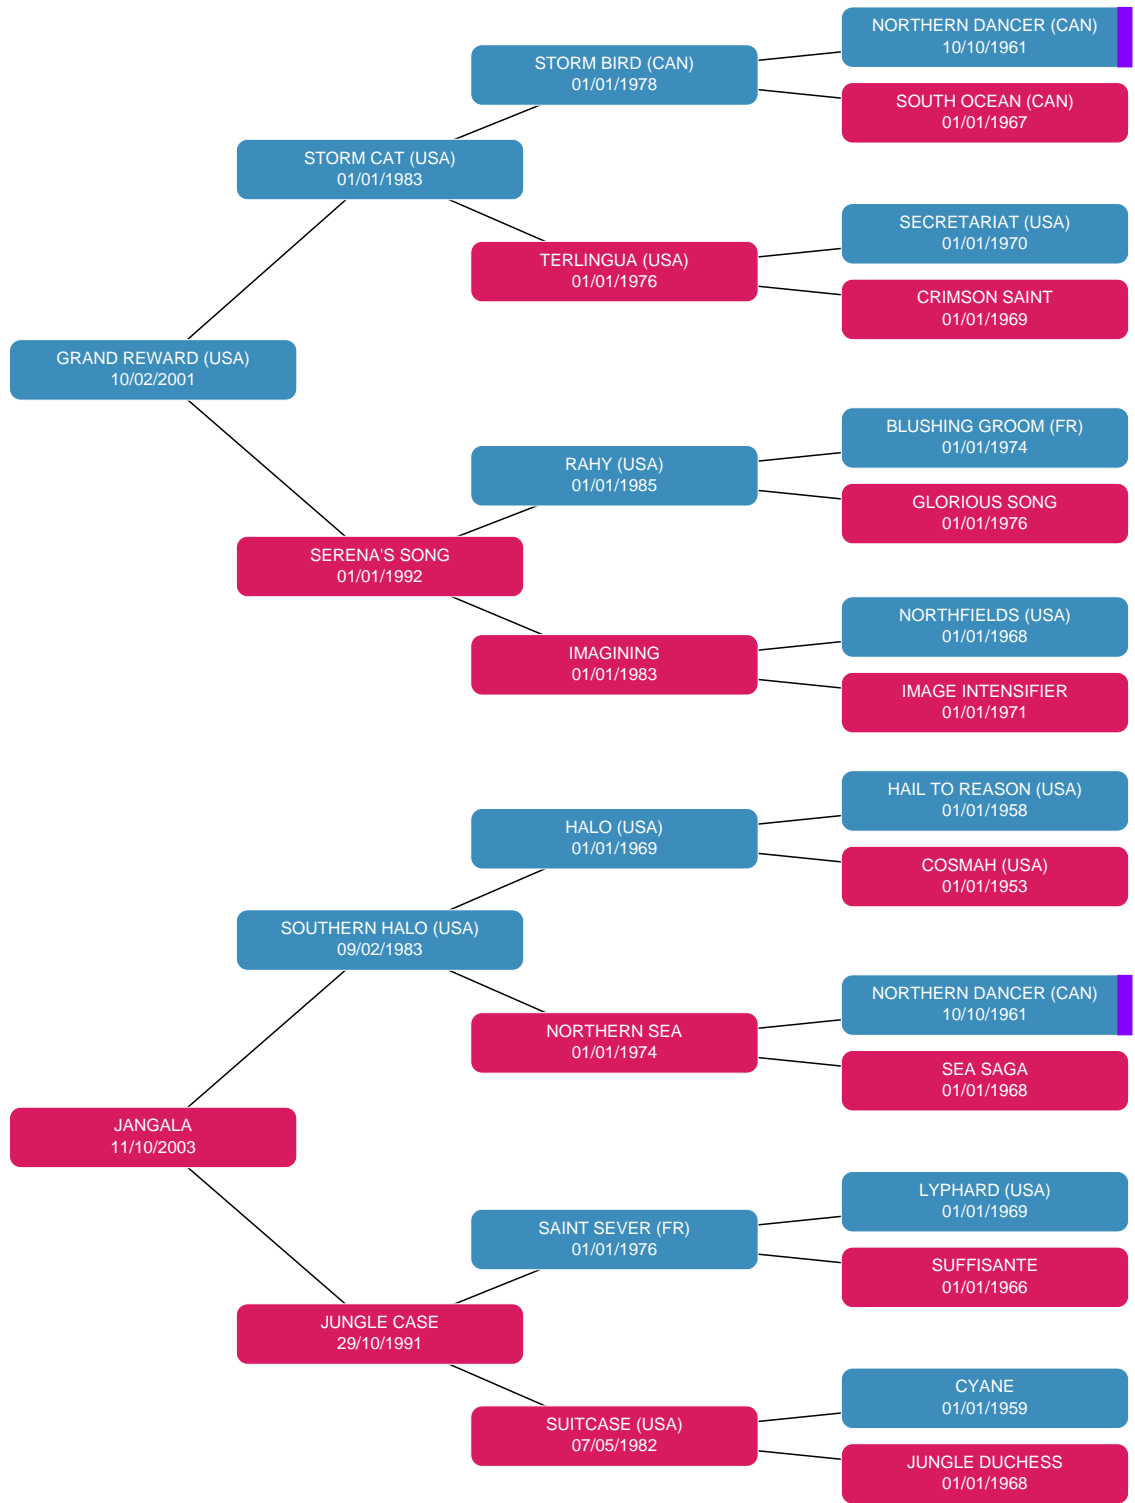 NORTHERN DANCER (CAN)
10/10/1961
STORM BIRD (CAN)
01/01/1978
SOUTH OCEAN (CAN)
01/01/1967
STORM CAT (USA)
01/01/1983
SECRETARIAT (USA)
01/01/1970
TERLINGUA (USA)
01/01/1976
CRIMSON SAINT
01/01/1969
GRAND REWARD (USA)
10/02/2001
BLUSHING GROOM (FR)
01/01/1974
RAHY (USA)
01/01/1985
GLORIOUS SONG
01/01/1976
SERENA'S SONG
01/01/1992
NORTHFIELDS (USA)
01/01/1968
IMAGINING
01/01/1983
IMAGE INTENSIFIER
01/01/1971
HAIL TO REASON (USA)
01/01/1958
HALO (USA)
01/01/1969
COSMAH (USA)
01/01/1953
SOUTHERN HALO (USA)
09/02/1983
NORTHERN DANCER (CAN)
10/10/1961
NORTHERN SEA
01/01/1974
SEA SAGA
01/01/1968
JANGALA
11/10/2003
LYPHARD (USA)
01/01/1969
SAINT SEVER (FR)
01/01/1976
SUFFISANTE
01/01/1966
JUNGLE CASE
29/10/1991
CYANE
01/01/1959
SUITCASE (USA)
07/05/1982
JUNGLE DUCHESS
01/01/1968